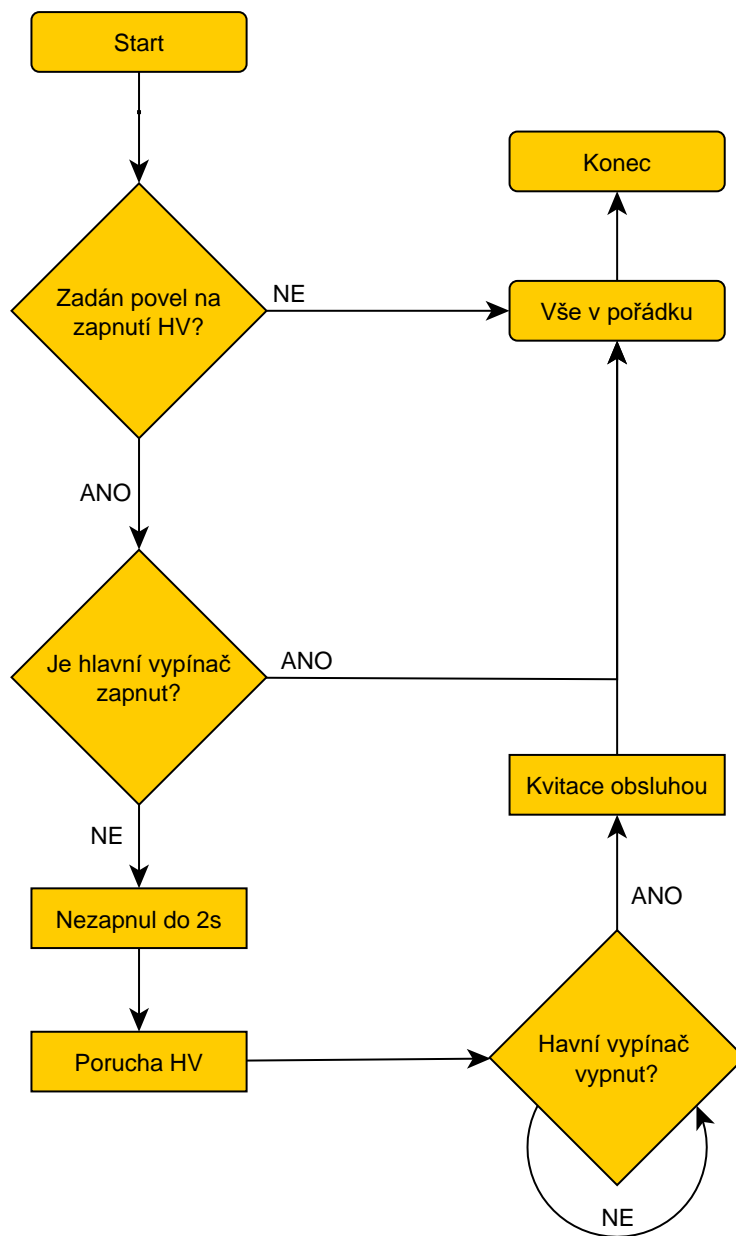 Start
Konec
Zadán povel na
zapnutí HV?
NE
Vše v pořádku
ANO
Je hlavní vypínač
zapnut?
ANO
Kvitace obsluhou
NE
ANO
Nezapnul do 2s
Porucha HV
Havní vypínač
vypnut?
NE